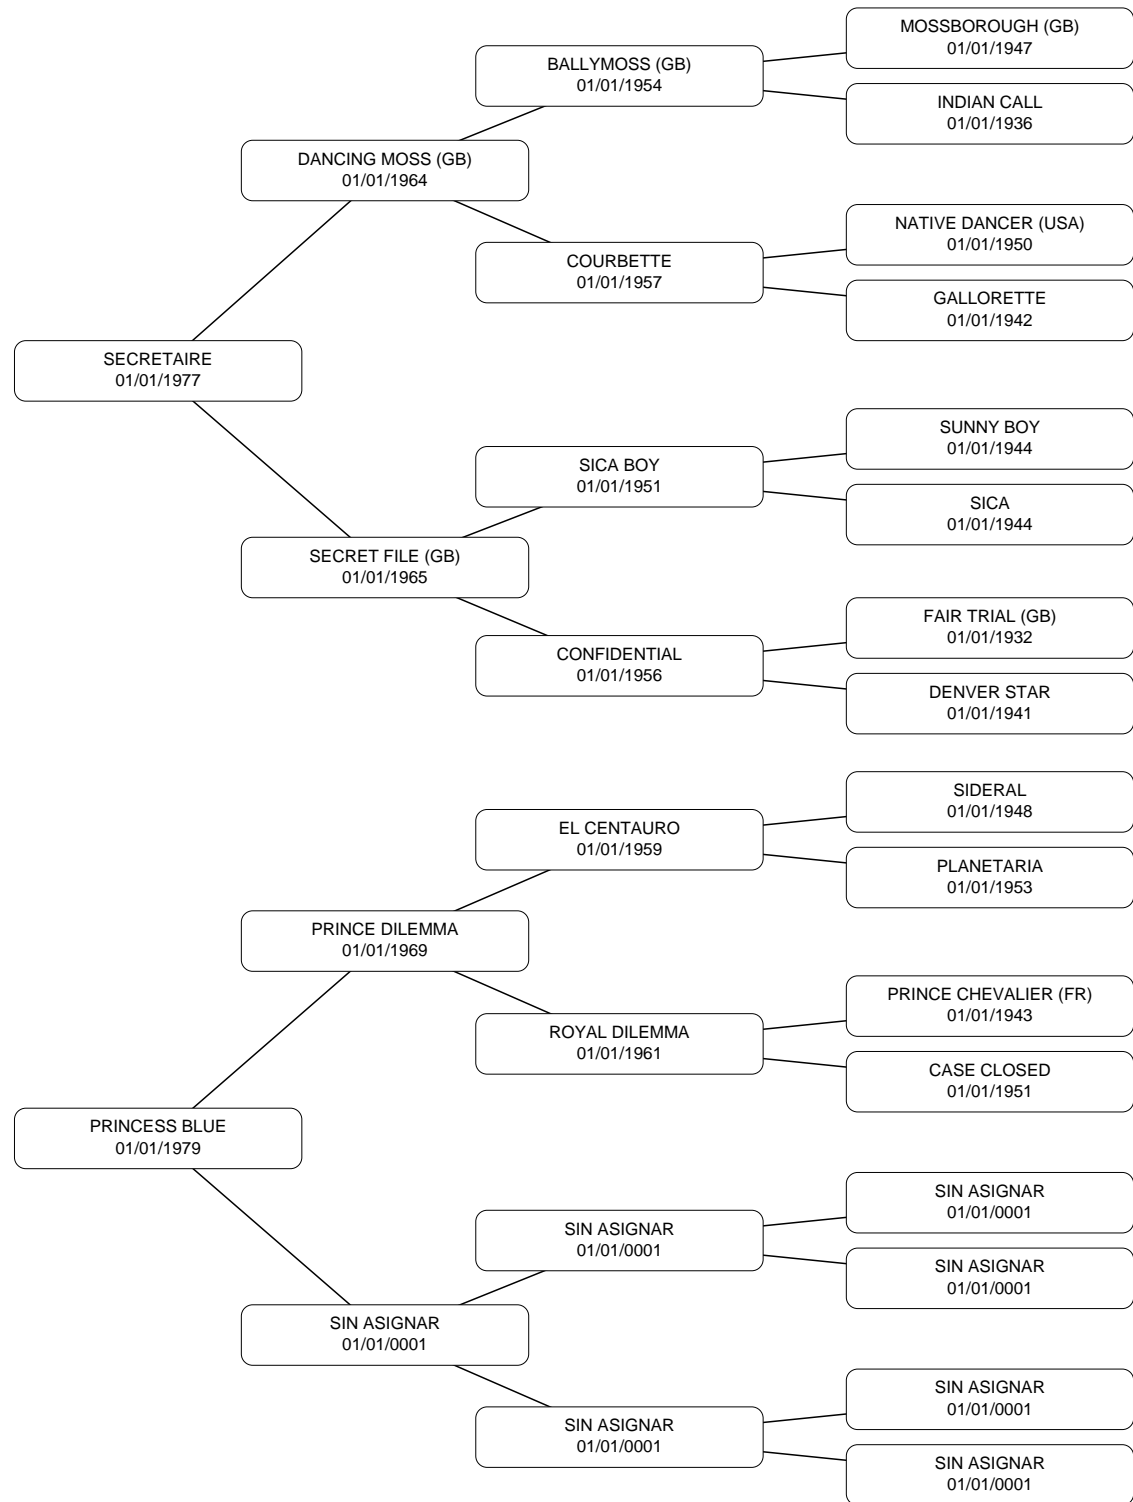 MOSSBOROUGH (GB)
01/01/1947
BALLYMOSS (GB)
01/01/1954
INDIAN CALL
01/01/1936
DANCING MOSS (GB)
01/01/1964
NATIVE DANCER (USA)
01/01/1950
COURBETTE
01/01/1957
GALLORETTE
01/01/1942
SECRETAIRE
01/01/1977
SUNNY BOY
01/01/1944
SICA BOY
01/01/1951
SICA
01/01/1944
SECRET FILE (GB)
01/01/1965
FAIR TRIAL (GB)
01/01/1932
CONFIDENTIAL
01/01/1956
DENVER STAR
01/01/1941
SIDERAL
01/01/1948
EL CENTAURO
01/01/1959
PLANETARIA
01/01/1953
PRINCE DILEMMA
01/01/1969
PRINCE CHEVALIER (FR)
01/01/1943
ROYAL DILEMMA
01/01/1961
CASE CLOSED
01/01/1951
PRINCESS BLUE
01/01/1979
SIN ASIGNAR
01/01/0001
SIN ASIGNAR
01/01/0001
SIN ASIGNAR
01/01/0001
SIN ASIGNAR
01/01/0001
SIN ASIGNAR
01/01/0001
SIN ASIGNAR
01/01/0001
SIN ASIGNAR
01/01/0001